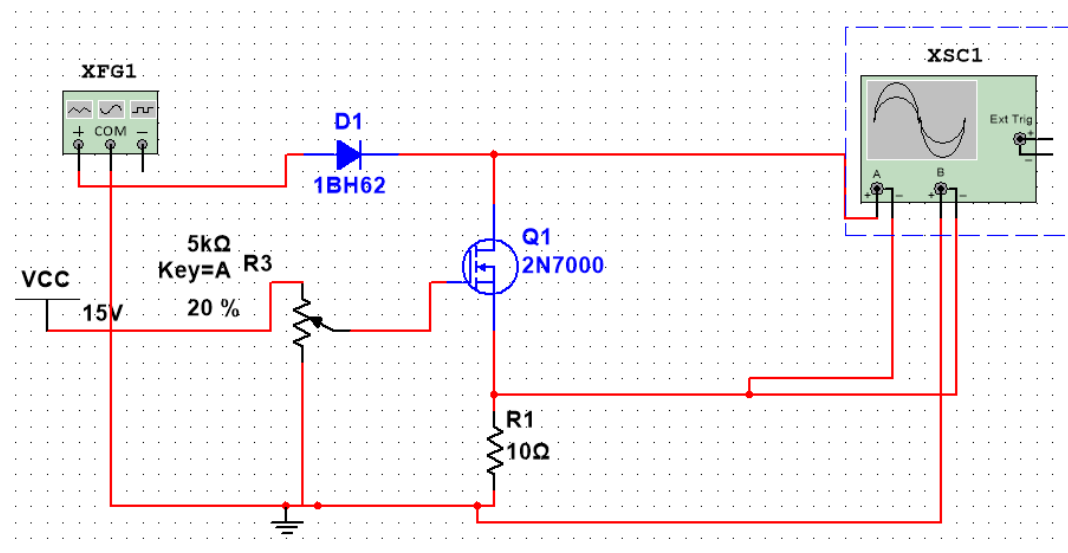 XFG1
COM
XSC1
Ext Trig
A
B
D1
1BH62
5kΩ
Key=A
R3
20 %
VCC
15V
Q1
2N7000
R1
10Ω